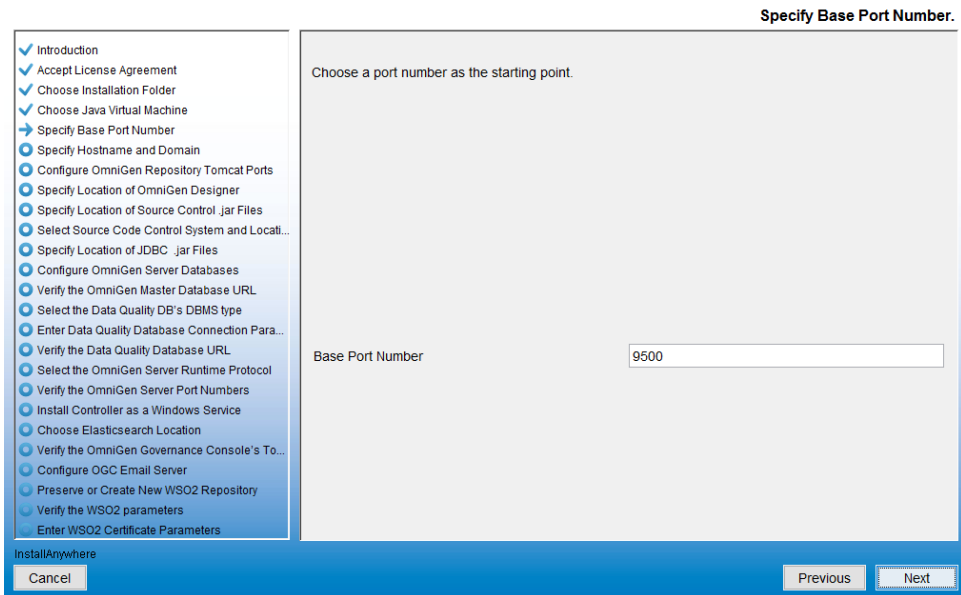 Specify Base Port Number.
Introduction
Accept License Agreement
Choose Installation Folder
Choose Java Virtual Machine
Specify Base Port Number
Specify Hostname and Domain
Configure OmniGen Repository Tomcat Ports
Specify Location of OmniGen Designer
Specify Location of Source Control .jar Files
Select Source Code Control System and Locati...
Specify Location of JDBC .jar Files
Configure OmniGen Server Databases
Verify the OmniGen Master Database URL
Select the Data Quality DB's DBMS type
Enter Data Quality Database Connection Para...
Verify the Data Quality Database URL
Select the OmniGen Server Runtime Protocol
Verify the OmniGen Server Port Numbers
Install Controller as a Windows Service
Choose Elasticsearch Location
Verify the OmniGen Governance Console's To...
Configure OGC Email Server
Preserve or Create New WSO2 Repository
Verify the WSO2 parameters
Enter WSO2 Certificate Parameters
Choose a port number as the starting point.
Base Port Number 9500
InstallAnywhere
Cancel Previous Next